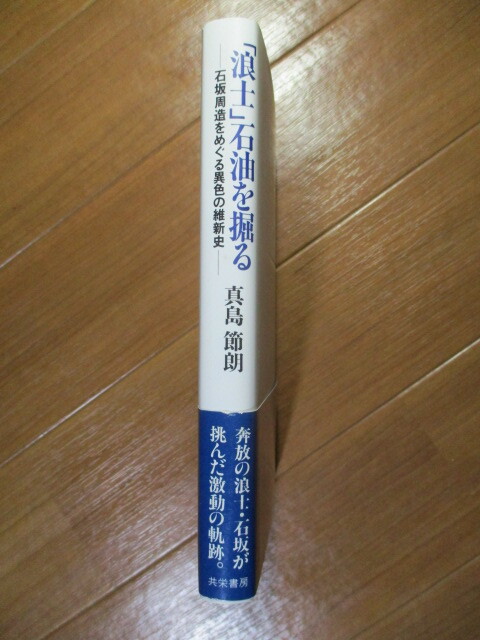 「浪士」石油を掘る
―石坂周造をめぐる異色の維新史―
真島節朗
奔放の浪士・石坂が
挑んだ激動の軌跡。
共栄書房